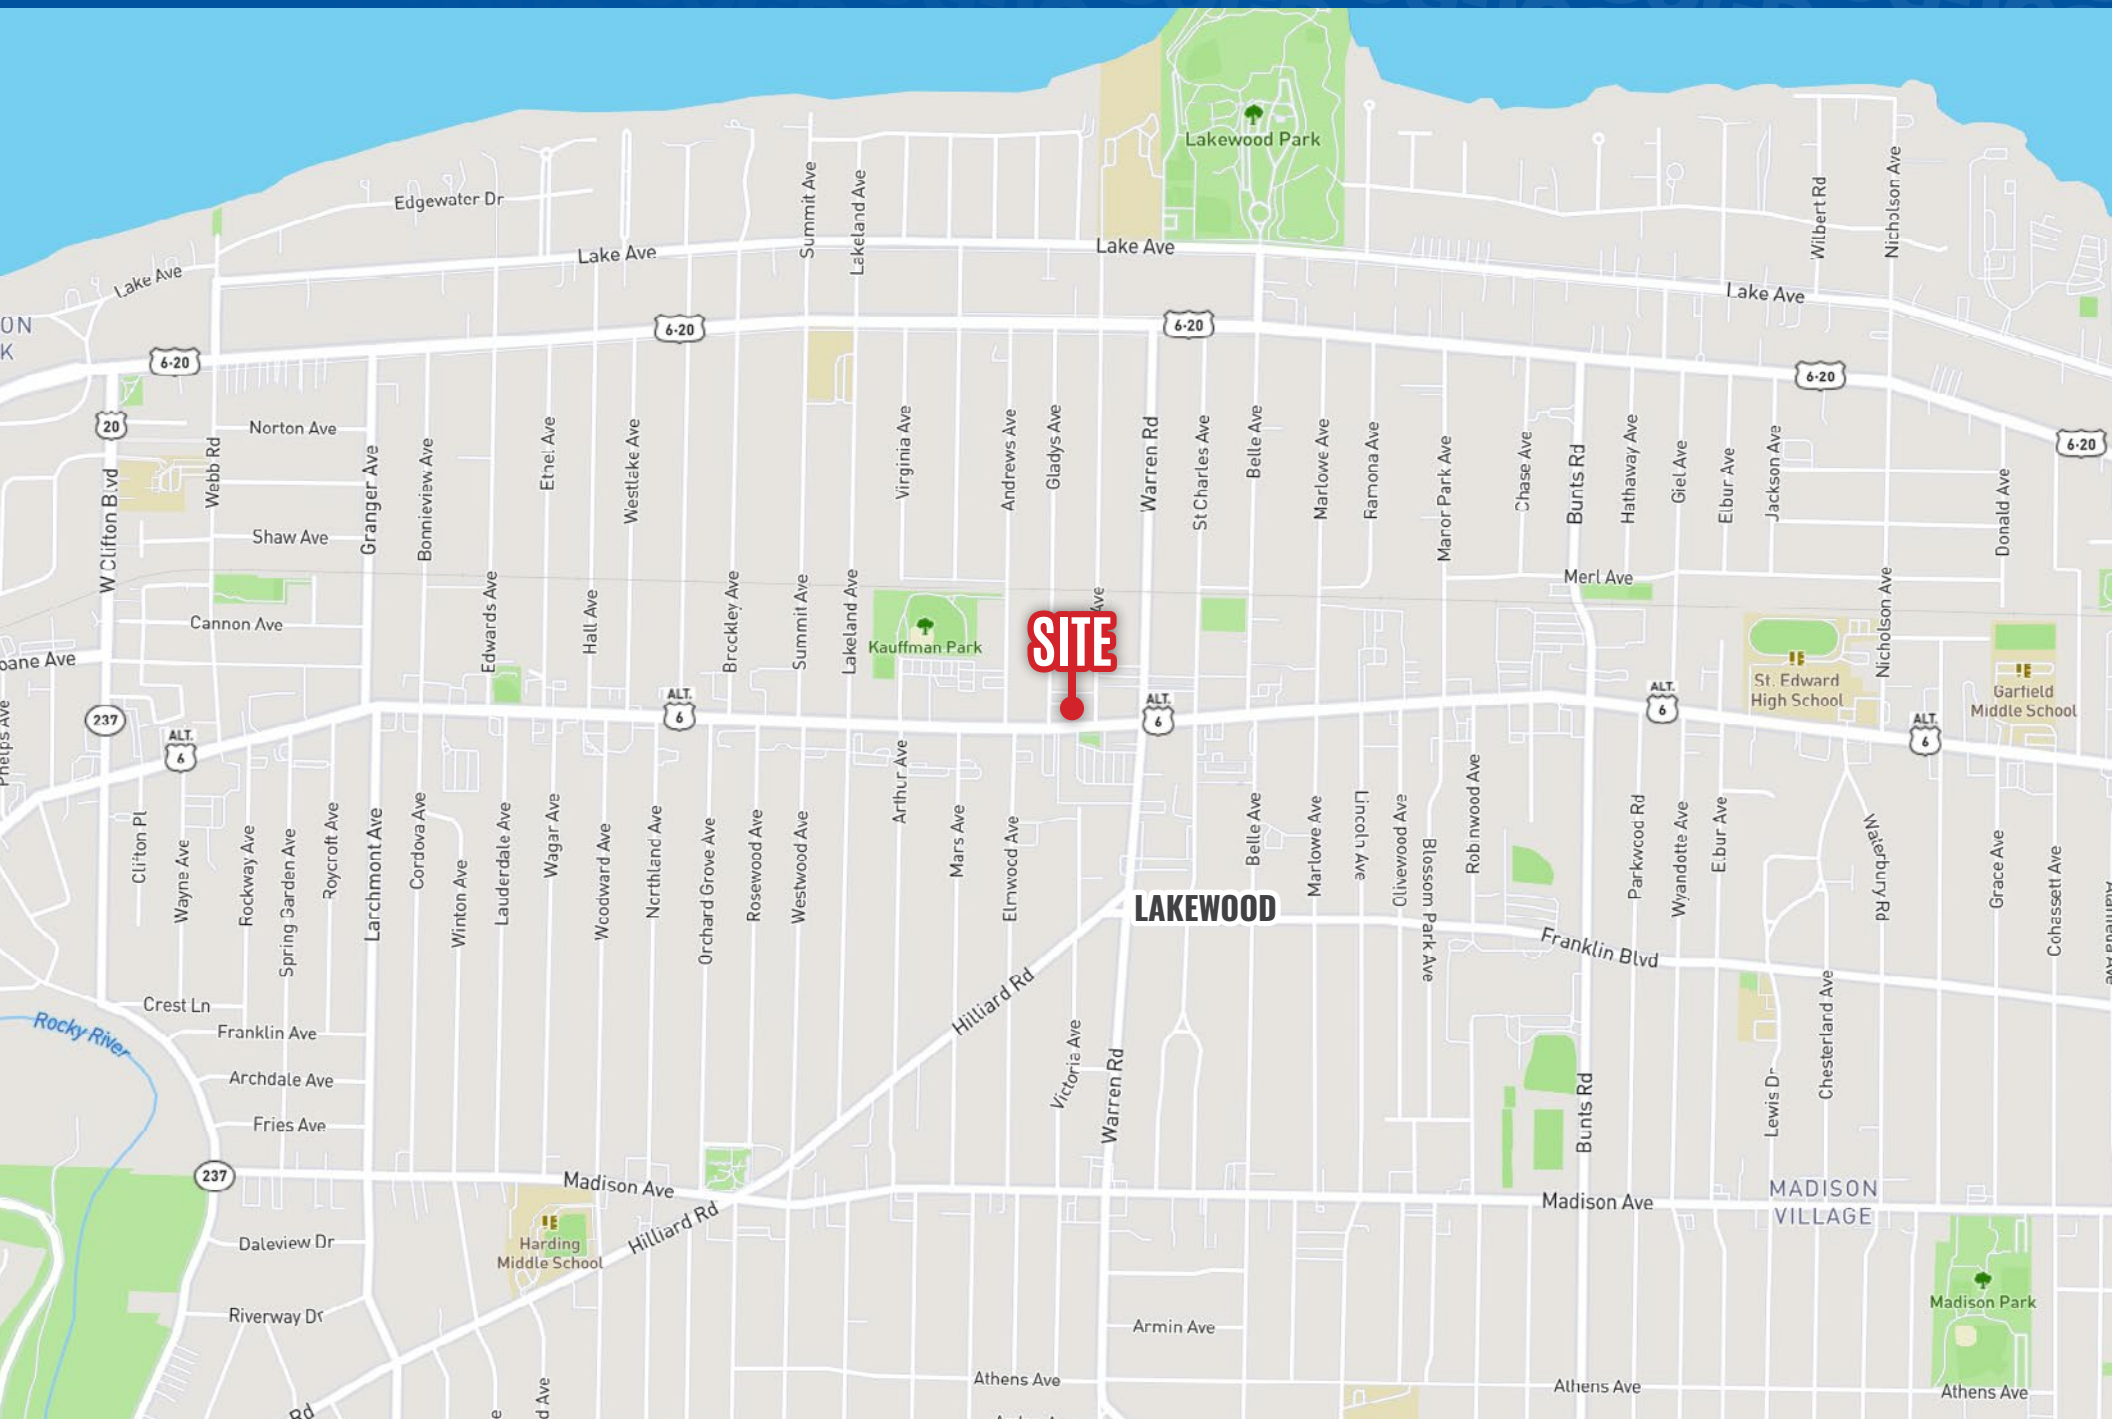 Lakewood Park
Edgewater Dr
Summit Ave
Lakeland Ave
Wilbert Rd
Nicholson Ave
Lake Ave
Lake Ave
Lake Ave
Lake Ave
ON
K
6-20
6-20
6-20
6-20
6-20
20
Norton Ave
W Clifton Blvd
Webb Rd
Granger Ave
Bonnieview Ave
Ethel Ave
Westlake Ave
Virginia Ave
Andrews Ave
Gladys Ave
Warren Rd
St Charles Ave
Belle Ave
Marlowe Ave
Ramona Ave
Manor Park Ave
Chase Ave
Bunts Rd
Hathaway Ave
Giel Ave
Elbur Ave
Jackson Ave
Donald Ave
Shaw Ave
Merl Ave
Cannon Ave
Edwards Ave
Hall Ave
Brockley Ave
Summit Ave
Lakeland Ave
Kauffman Park
Ave
SITE
Nicholson Ave
St. Edward
High School
Garfield
Middle School
oane Ave
Phelps Ave
237
ALT.
6
ALT.
6
ALT.
6
ALT.
6
ALT.
6
Clifton Pl
Wayne Ave
Rockway Ave
Spring Garden Ave
Roycroft Ave
Larchmont Ave
Cordova Ave
Winton Ave
Lauderdale Ave
Wagar Ave
Woodward Ave
Northland Ave
Orchard Grove Ave
Rosewood Ave
Westwood Ave
Arthur Ave
Mars Ave
Elmwood Ave
Belle Ave
Marlowe Ave
Lincoln Ave
Olivewood Ave
Blossom Park Ave
Robinwood Ave
Parkwood Rd
Wyandotte Ave
Elbur Ave
Waterbury Rd
Grace Ave
Cohassett Ave
LAKEWOOD
Franklin Blvd
Hilliard Rd
Victoria Ave
Warren Rd
Bunts Rd
Lewis Dr
Chesterland Ave
Crest Ln
Rocky River
Franklin Ave
Archdale Ave
Fries Ave
237
Madison Ave
Madison Ave
MADISON
VILLAGE
Harding
Middle School
Hilliard Rd
Daleview Dr
Riverway Dr
Madison Park
Armin Ave
Athens Ave
Athens Ave
Athens Ave
Rd
e
d Ave